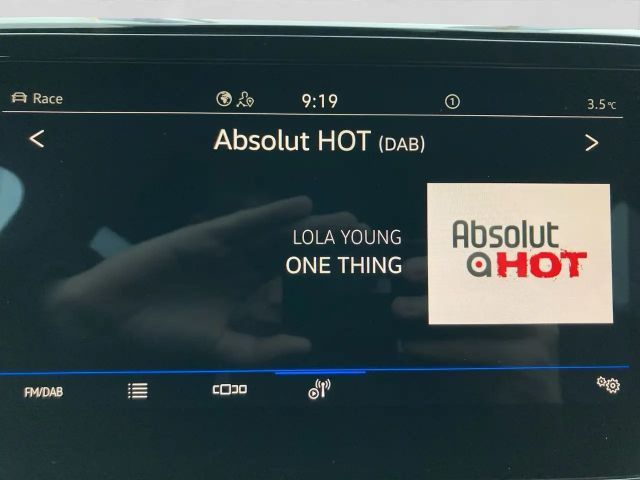 Race
9:19
1
3.5 °C
< Absolut HOT (DAB) >
LOLA YOUNG
ONE THING
Absolut
a HOT
FM/DAB